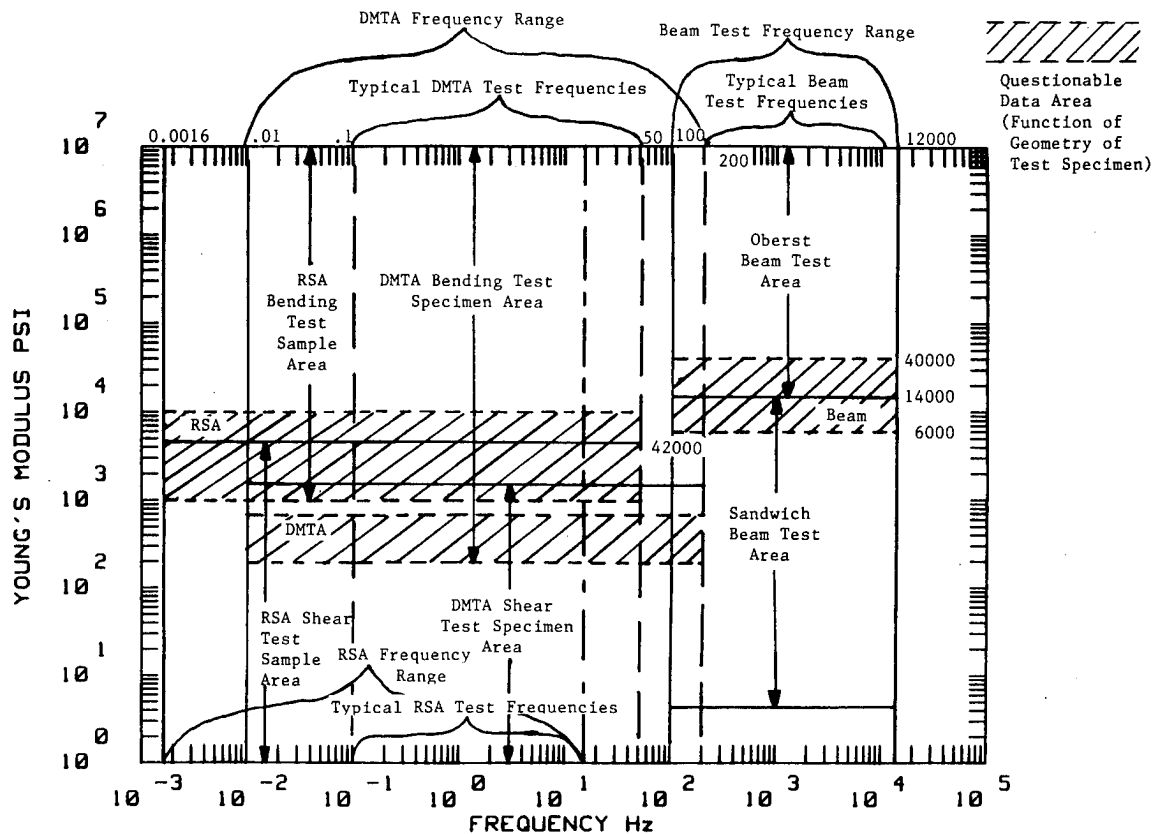 DMTA Frequency Range
Beam Test Frequency Range
Typical DMTA Test Frequencies
Typical Beam
Test Frequencies
Questionable
Data Area
(Function of
Geometry of
Test Specimen)
0.0016
.01
.1
50
100
200
12000
10 7
10 6
10 5
10 4
10 3
10 2
10 1
10 0
YOUNG'S MODULUS PSI
RSA
Bending
Test
Sample
Area
DMTA Bending Test
Specimen Area
Oberst
Beam Test
Area
40000
14000
6000
RSA
Beam
42000
DMTA
Sandwich
Beam Test
Area
RSA Shear
Test
Sample
Area
DMTA Shear
Test Specimen
Area
RSA Frequency
Range
Typical RSA Test Frequencies
10 -3
10 -2
10 -1
10 0
10 1
10 2
10 3
10 4
10 5
FREQUENCY Hz